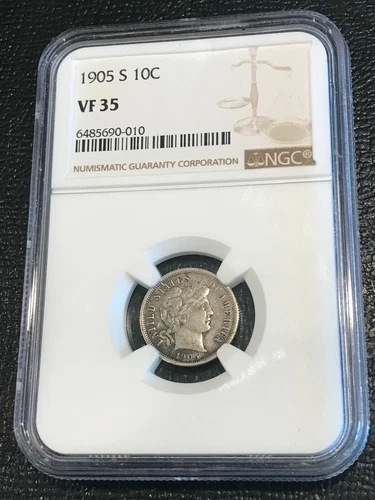 1905 S 10C
VF 35
6485690-010
NUMISMATIC GUARANTY CORPORATION
NGC®
UNITED STATES OF AMERICA
1905